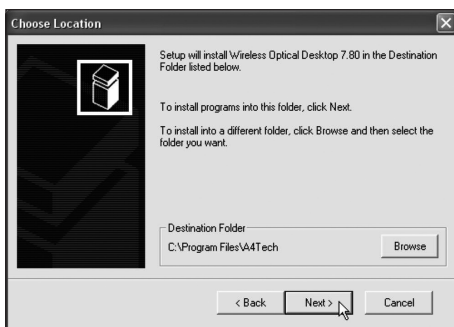 Choose Location
Setup will install Wireless Optical Desktop 7.80 in the Destination
Folder listed below.
To install programs into this folder, click Next.
To install into a different folder, click Browse and then select the
folder you want.
Destination Folder
C:\Program Files\A4Tech
Browse
< Back
Next >
Cancel